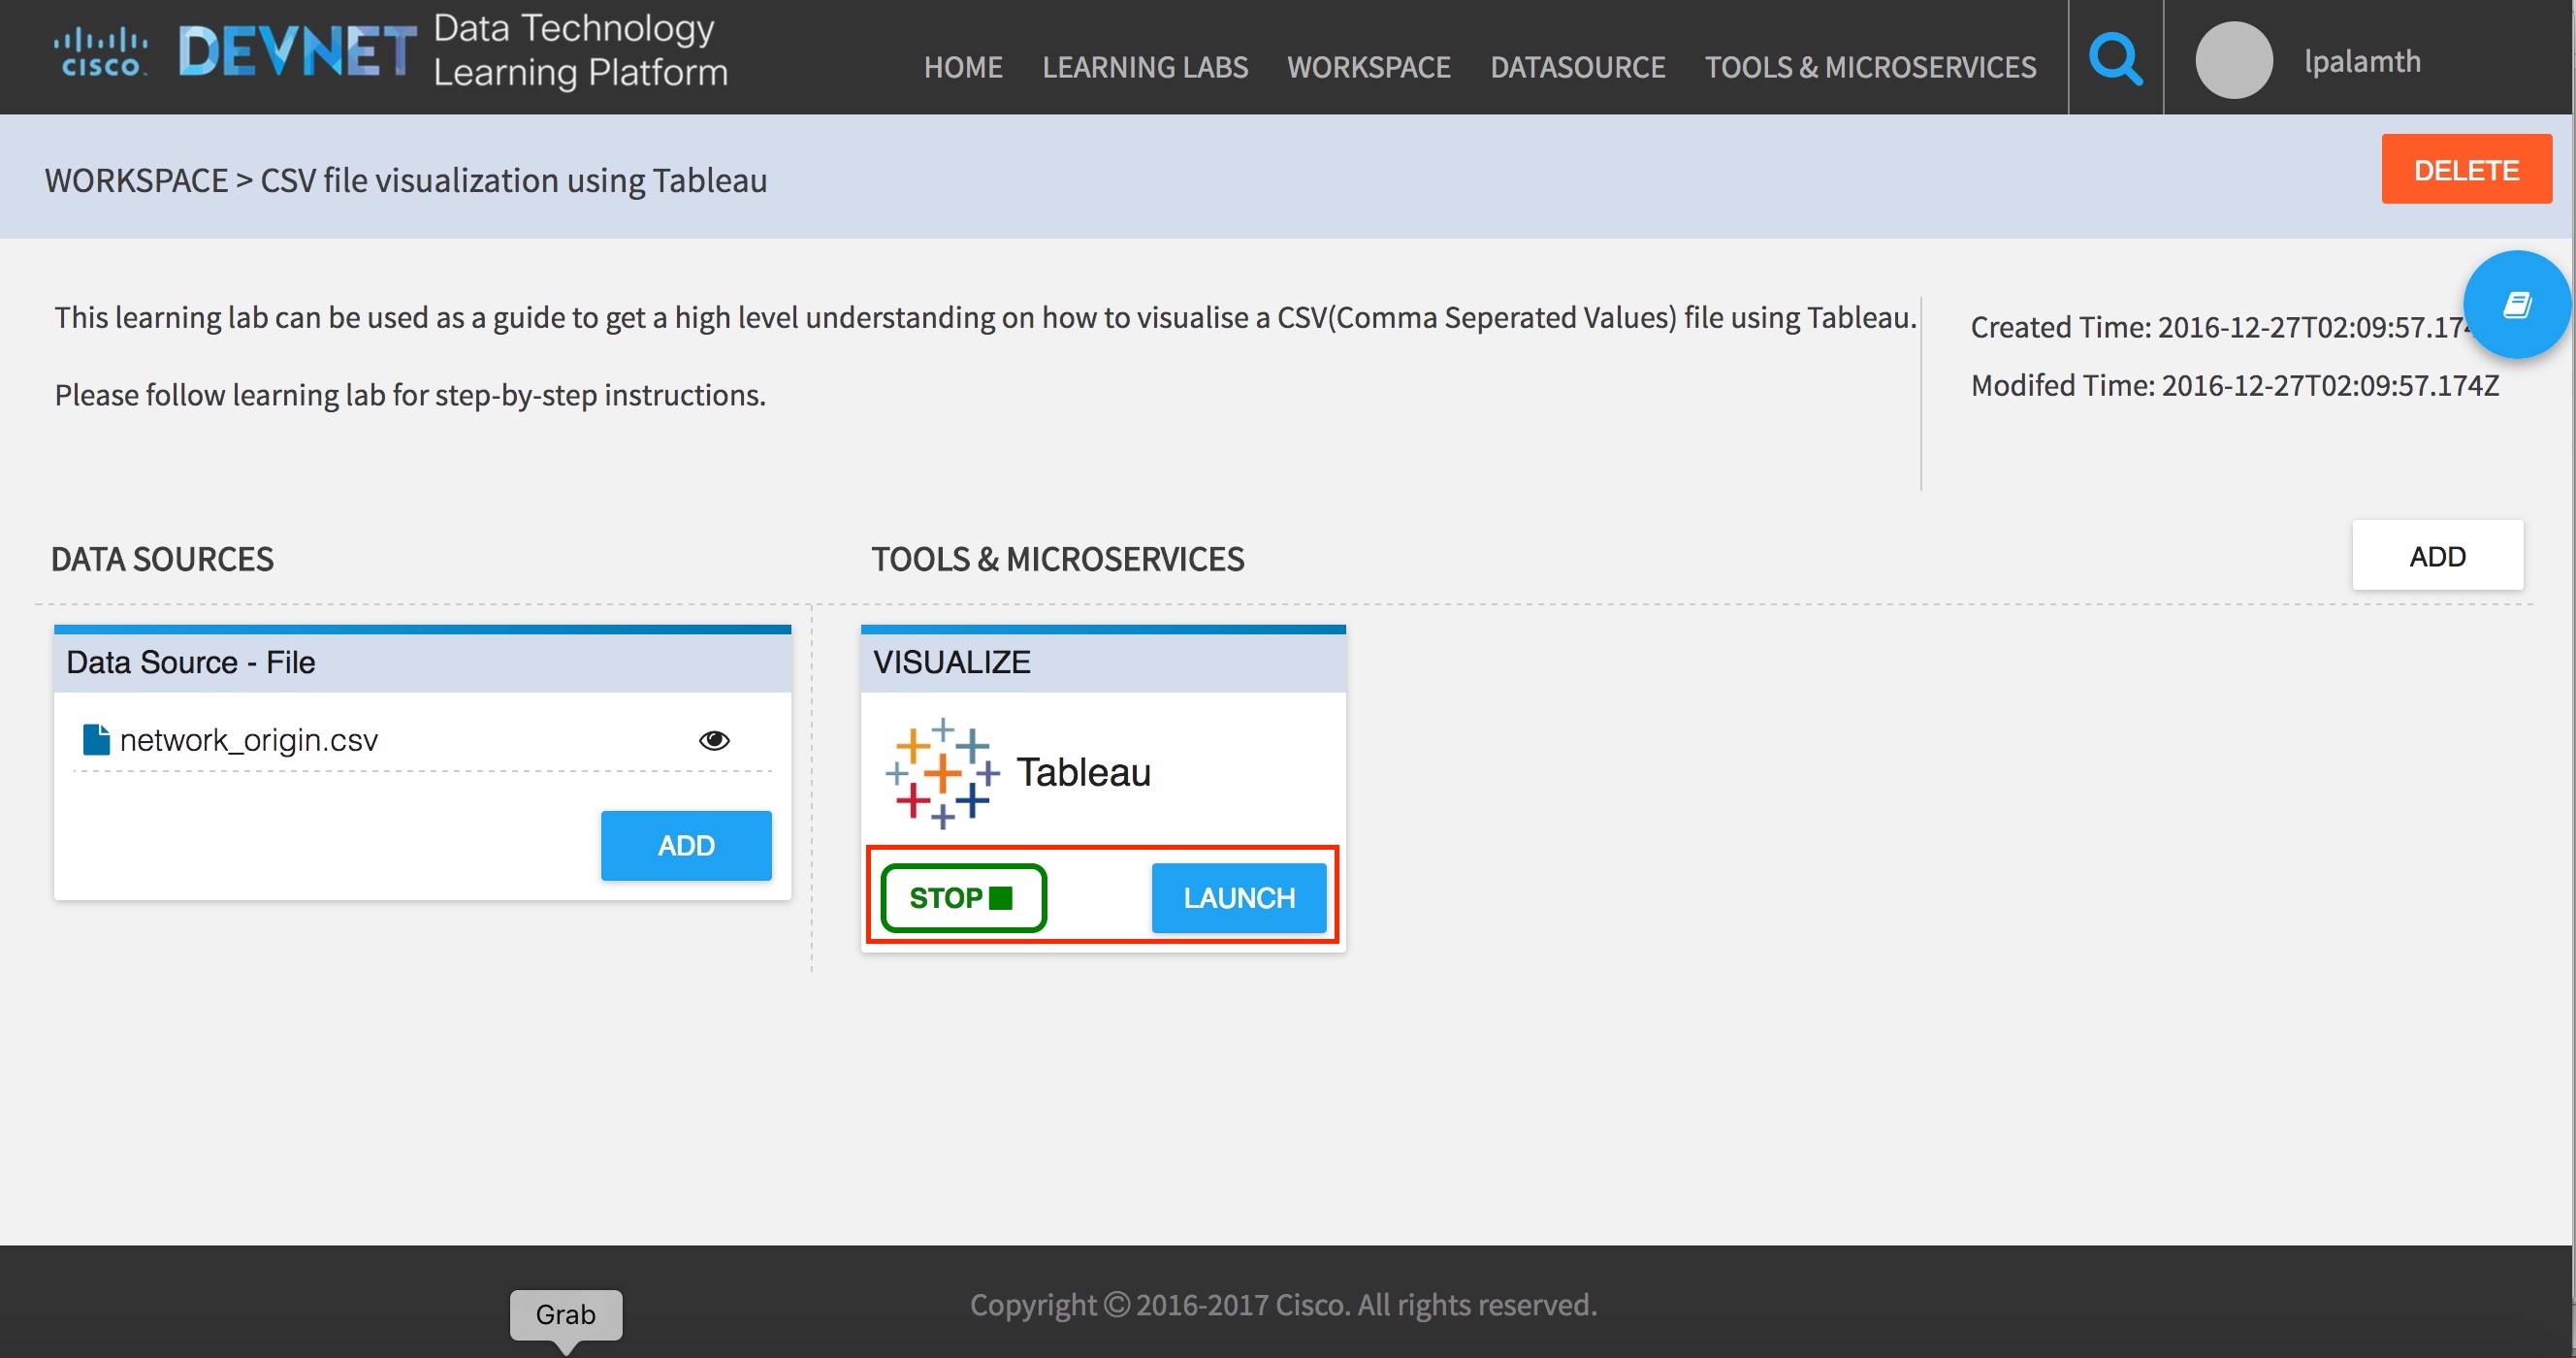 CISCO
DEVNET
Data Technology
Learning Platform
HOME LEARNING LABS WORKSPACE DATASOURCE TOOLS & MICROSERVICES
lpalamth
WORKSPACE > CSV file visualization using Tableau
DELETE
This learning lab can be used as a guide to get a high level understanding on how to visualise a CSV(Comma Seperated Values) file using Tableau.
Please follow learning lab for step-by-step instructions.
Created Time: 2016-12-27T02:09:57.174
Modifed Time: 2016-12-27T02:09:57.174Z
DATA SOURCES
TOOLS & MICROSERVICES
ADD
Data Source - File
network_origin.csv
ADD
VISUALIZE
Tableau
STOP
LAUNCH
Copyright © 2016-2017 Cisco. All rights reserved.
Grab